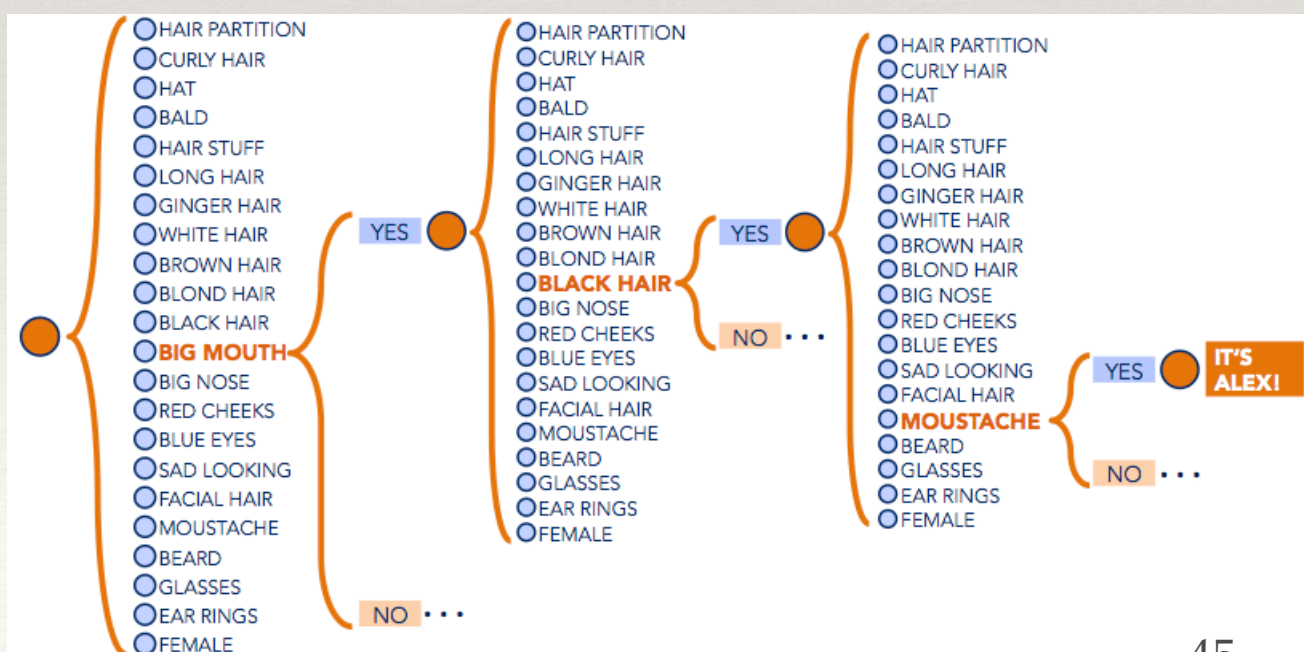 HAIR PARTITION
CURLY HAIR
HAT
BALD
HAIR STUFF
LONG HAIR
GINGER HAIR
WHITE HAIR
BROWN HAIR
BLOND HAIR
BLACK HAIR
BIG MOUTH
BIG NOSE
RED CHEEKS
BLUE EYES
SAD LOOKING
FACIAL HAIR
MOUSTACHE
BEARD
GLASSES
EAR RINGS
FEMALE
YES
NO • • •
HAIR PARTITION
CURLY HAIR
HAT
BALD
HAIR STUFF
LONG HAIR
GINGER HAIR
WHITE HAIR
BROWN HAIR
BLOND HAIR
BLACK HAIR
BIG NOSE
RED CHEEKS
BLUE EYES
SAD LOOKING
FACIAL HAIR
MOUSTACHE
BEARD
GLASSES
EAR RINGS
FEMALE
YES
NO • • •
HAIR PARTITION
CURLY HAIR
HAT
BALD
HAIR STUFF
LONG HAIR
GINGER HAIR
WHITE HAIR
BROWN HAIR
BLOND HAIR
BIG NOSE
RED CHEEKS
BLUE EYES
SAD LOOKING
FACIAL HAIR
MOUSTACHE
BEARD
GLASSES
EAR RINGS
FEMALE
YES
IT'S
ALEX!
NO • • •
45